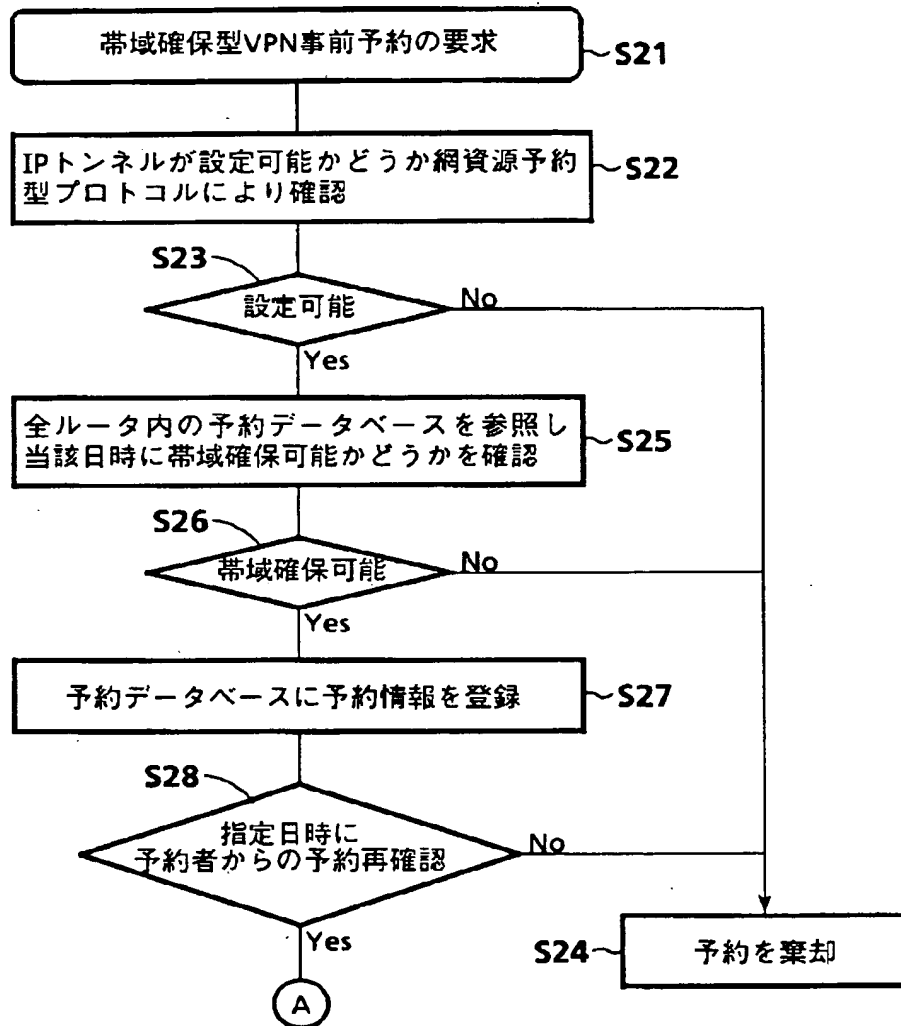 帯域確保型VPN事前予約の要求
S21
IPトンネルが設定可能かどうか網資源予約
型プロトコルにより確認
S22
S23
設定可能
No
Yes
全ルータ内の予約データベースを参照し
当該日時に帯域確保可能かどうかを確認
S25
S26
帯域確保可能
No
Yes
予約データベースに予約情報を登録
S27
S28
指定日時に
予約者からの予約再確認
No
Yes
S24
予約を棄却
A